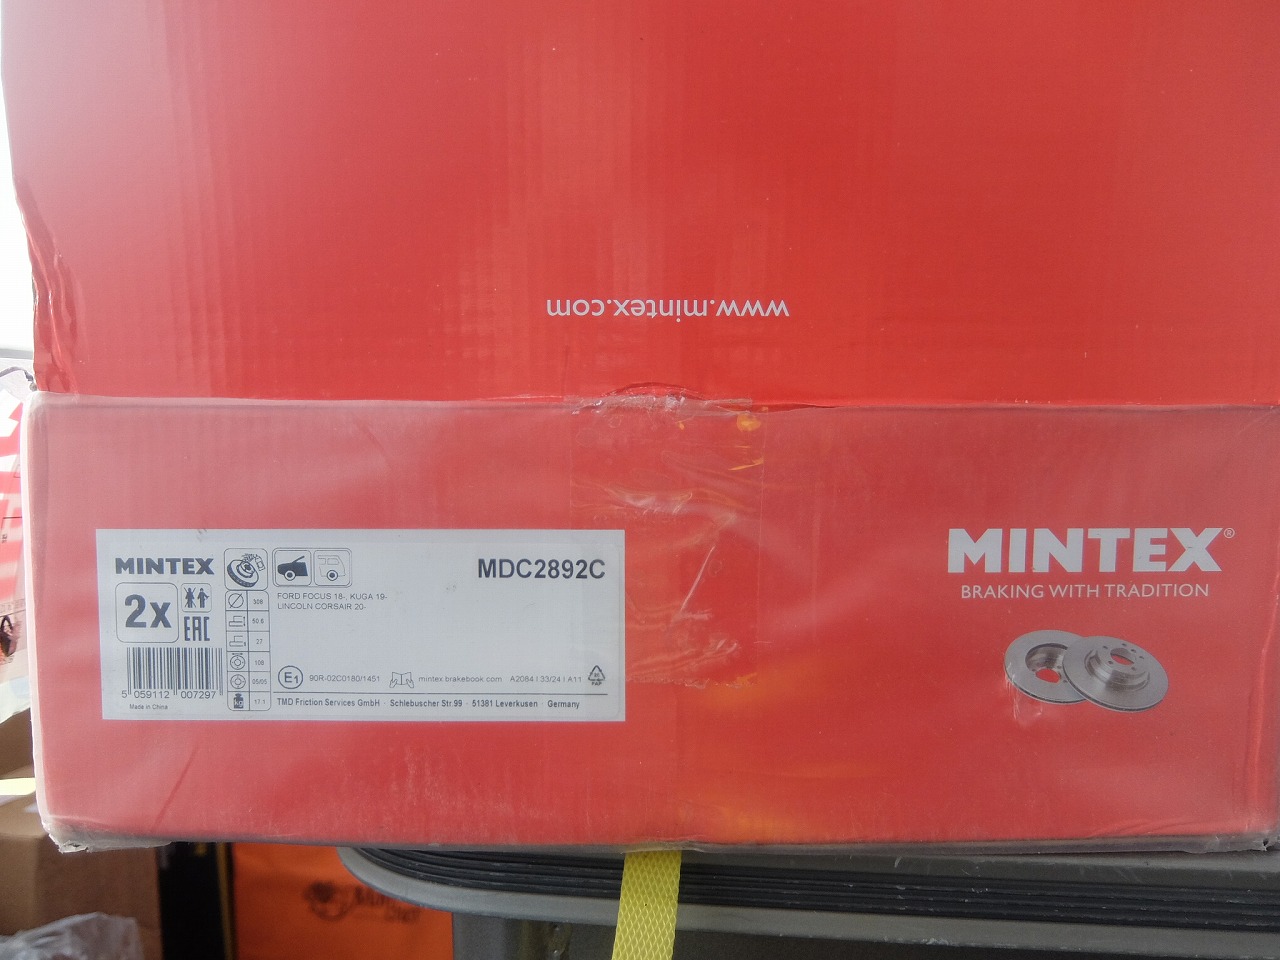 www.mintex.com
MINTEX
MDC2892C
2x
EAC
308
50.6
27
108
05/05
17.1
FORD FOCUS 18-, KUGA 19-
LINCOLN CORSAIR 20-
5 059112 007297
Made in China
E1
90R-02C0180/1451
mintex.brakebook.com
A2084 | 33/24 | A11
PAP
TMD Friction Services GmbH · Schlebuscher Str.99 · 51381 Leverkusen · Germany
MINTEX®
BRAKING WITH TRADITION